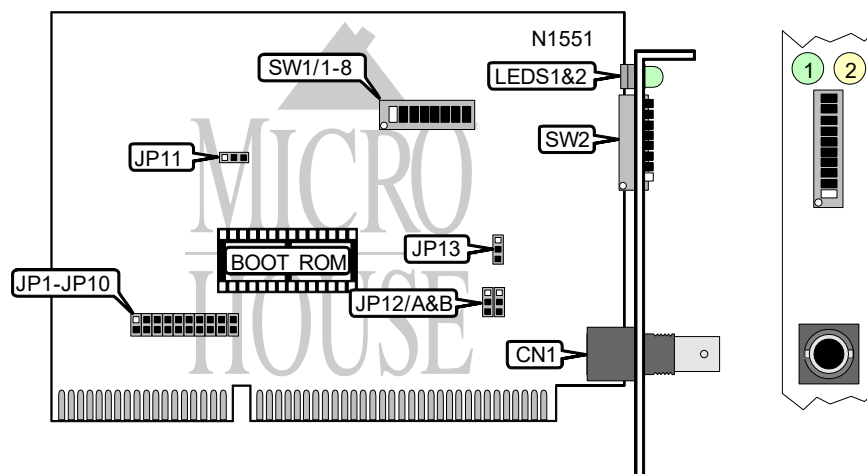 N1551
SW1/1-8
LEDS1&2
1 2
SW2
JP11
MICRO
HOUSE
JP13
BOOT ROM
JP1-JP10
JP12/A&B
CN1